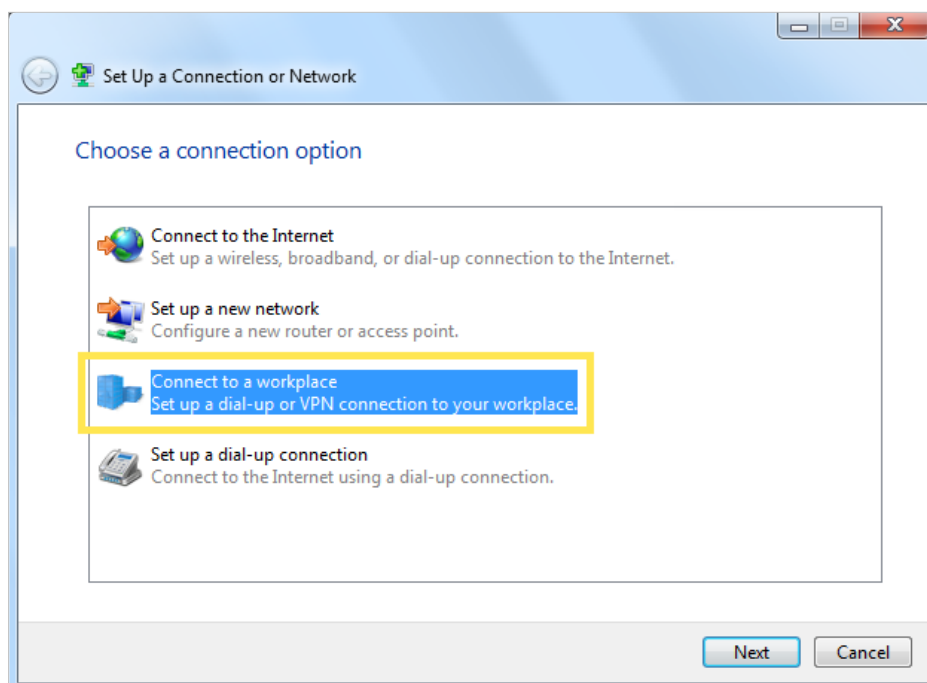 Set Up a Connection or Network
Choose a connection option
Connect to the Internet
Set up a wireless, broadband, or dial-up connection to the Internet.
Set up a new network
Configure a new router or access point.
Connect to a workplace
Set up a dial-up or VPN connection to your workplace.
Set up a dial-up connection
Connect to the Internet using a dial-up connection.
Next
Cancel